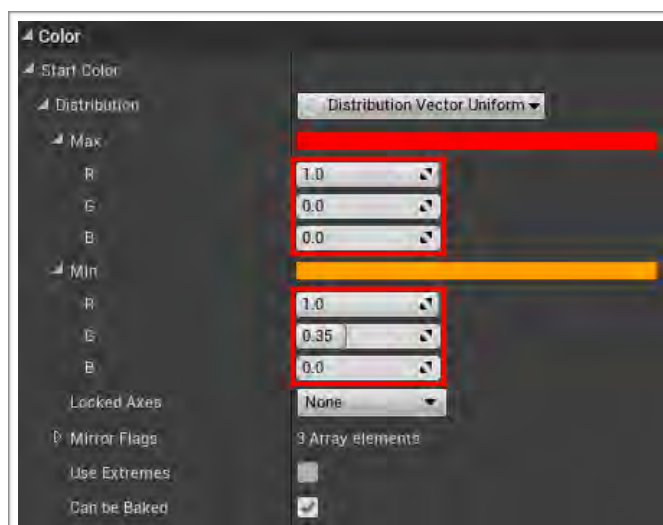 Color
Start Color
Distribution Distribution Vector Uniform
Max
R 1.0
G 0.0
B 0.0
Min
R 1.0
G 0.35
B 0.0
Locked Axes None
Mirror Flags 3 Array elements
Use Extremes
Can be Baked